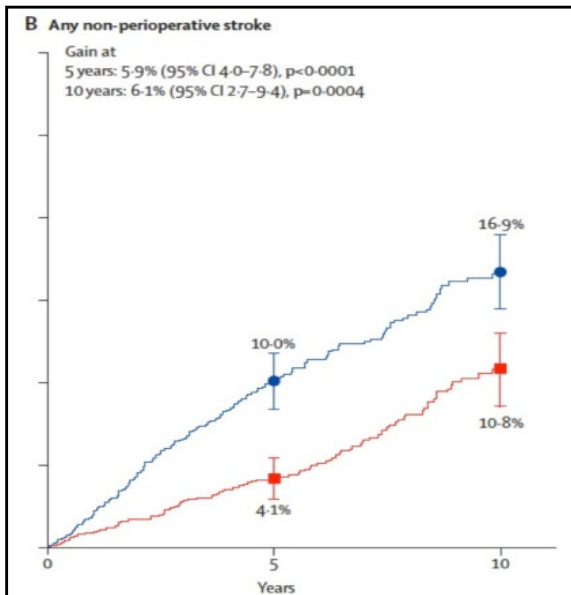 B Any non-perioperative stroke
Gain at
5 years: 5·9% (95% CI 4·0–7·8), p<0·0001
10 years: 6·1% (95% CI 2·7–9·4), p=0·0004
16·9%
10·0%
10·8%
4·1%
0 5 10
Years